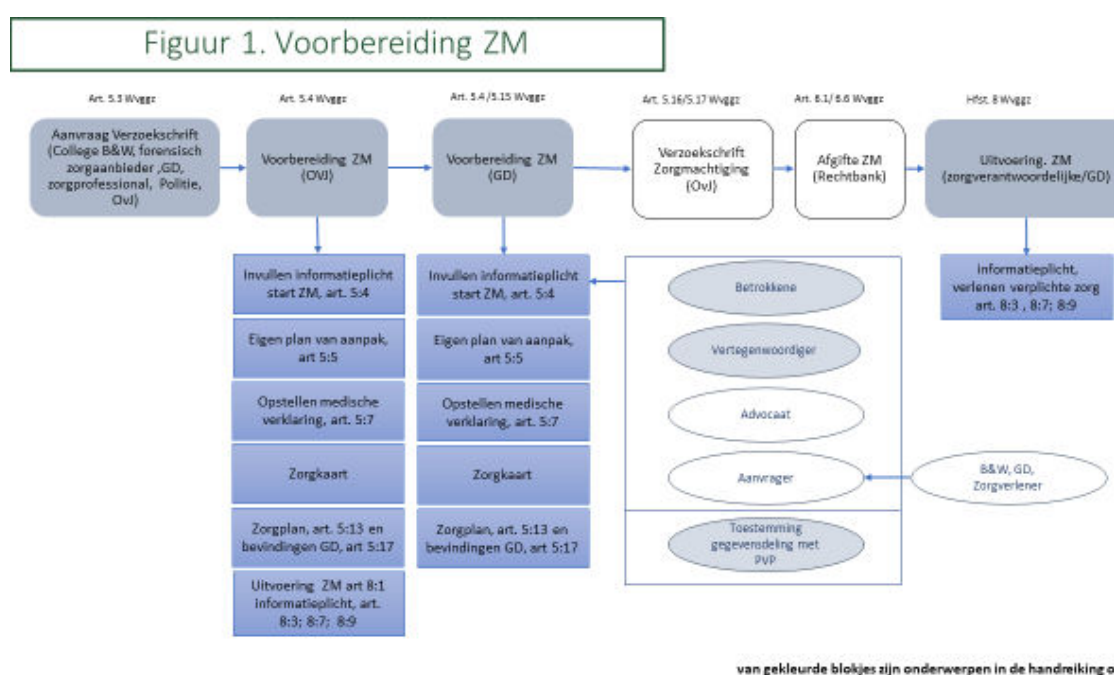 Figuur 1. Voorbereiding ZM
Art. 5.3 Wvggz
Art. 5.4 Wvggz
Art. 5.4/5.15 Wvggz
Art. 5.16/5.17 Wvggz
Art. 6.1/ 6.6 Wvggz
Hfst. 8 Wvggz
Aanvraag Verzoekschrift
(College B&W, forensisch
zorgaanbieder ,GD,
zorgprofessional, Politie,
OvJ)
Voorbereiding ZM
(OVJ)
Voorbereiding ZM
(GD)
Verzoekschrift
Zorgmachtiging
(OvJ)
Afgifte ZM
(Rechtbank)
Uitvoering. ZM
(zorgverantwoordelijke/GD)
Invullen informatieplicht
start ZM, art. 5:4
Eigen plan van aanpak,
art 5:5
Opstellen medische
verklaring, art. 5:7
Zorgkaart
Zorgplan, art. 5:13 en
bevindingen GD, art 5:17
Uitvoering ZM art 8:1
informatieplicht, art.
8:3; 8:7; 8:9
Invullen informatieplicht
start ZM, art. 5:4
Eigen plan van aanpak,
art 5:5
Opstellen medische
verklaring, art. 5:7
Zorgkaart
Zorgplan, art. 5:13 en
bevindingen GD, art 5:17
Betrokkene
Vertegenwoordiger
Advocaat
Aanvrager
Toestemming
gegevensdeling met
PVP
B&W, GD,
Zorgverlener
informatieplicht,
verlenen verplichte zorg
art. 8:3 , 8:7; 8:9
van gekleurde blokjes zijn onderwerpen in de handreiking o